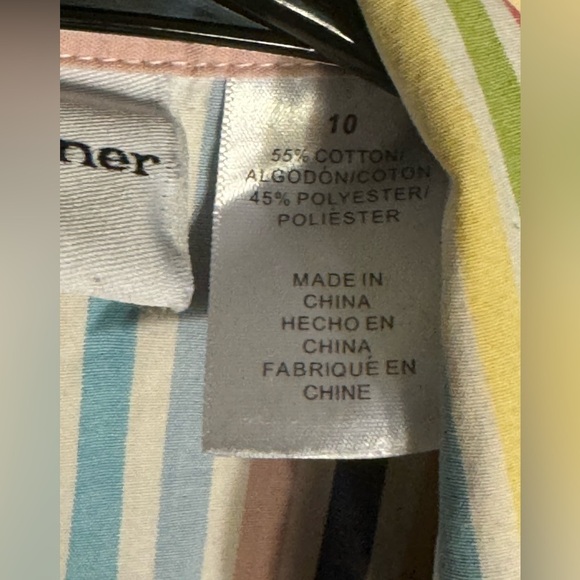 ner
10
55% COTTON/
ALGODÓN/COTON
45% POLYESTER/
POLIÉSTER
MADE IN
CHINA
HECHO EN
CHINA
FABRIQUÉ EN
CHINE